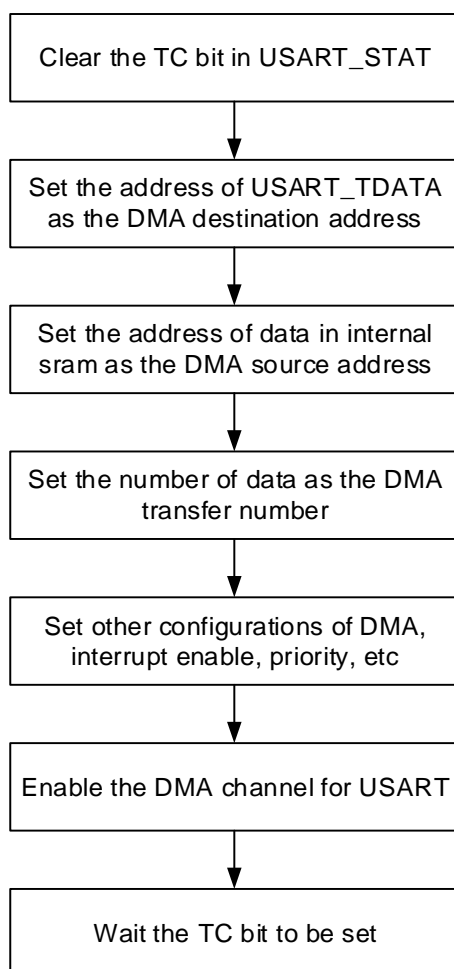 Clear the TC bit in USART_STAT
Set the address of USART_TDATA
as the DMA destination address
Set the address of data in internal
sram as the DMA source address
Set the number of data as the DMA
transfer number
Set other configurations of DMA,
interrupt enable, priority, etc
Enable the DMA channel for USART
Wait the TC bit to be set